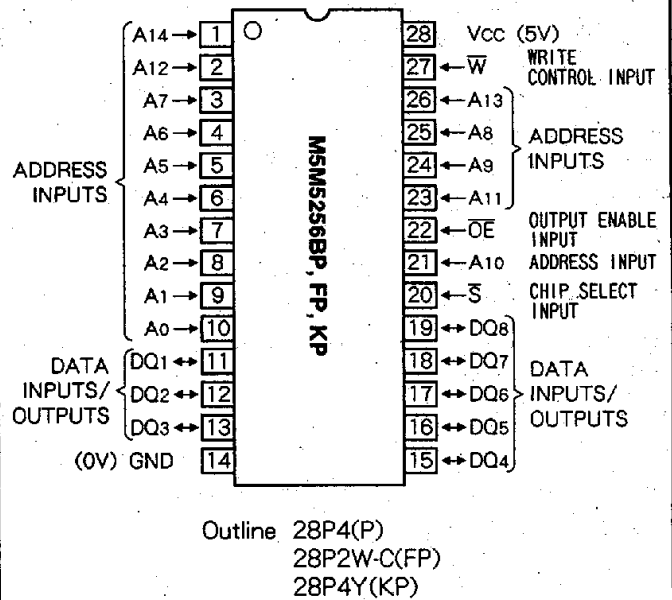 A14→ 1 28 Vcc (5V)
A12→ 2 27 ←W̅ WRITE CONTROL INPUT
A7→ 3 26 ←A13
A6→ 4 25 ←A8
A5→ 5 24 ←A9
A4→ 6 23 ←A11
ADDRESS INPUTS
ADDRESS INPUTS
A3→ 7 22 ←O̅E̅ OUTPUT ENABLE INPUT
A2→ 8 21 ←A10 ADDRESS INPUT
A1→ 9 20 ←S̅ CHIP SELECT INPUT
A0→ 10 19 ↔DQ8
DQ1↔ 11 18 ↔DQ7
DQ2↔ 12 17 ↔DQ6
DQ3↔ 13 16 ↔DQ5
(0V) GND 14 15 ↔DQ4
DATA INPUTS/ OUTPUTS
DATA INPUTS/ OUTPUTS
M5M5256BP, FP, KP
Outline 28P4(P)
28P2W-C(FP)
28P4Y(KP)